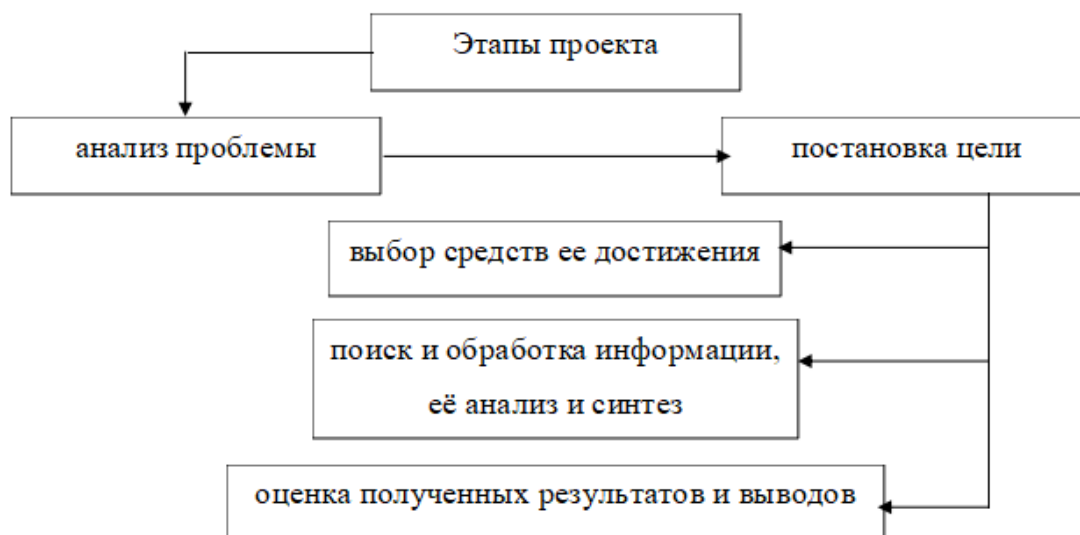 Этапы проекта
анализ проблемы
постановка цели
выбор средств ее достижения
поиск и обработка информации,
её анализ и синтез
оценка полученных результатов и выводов